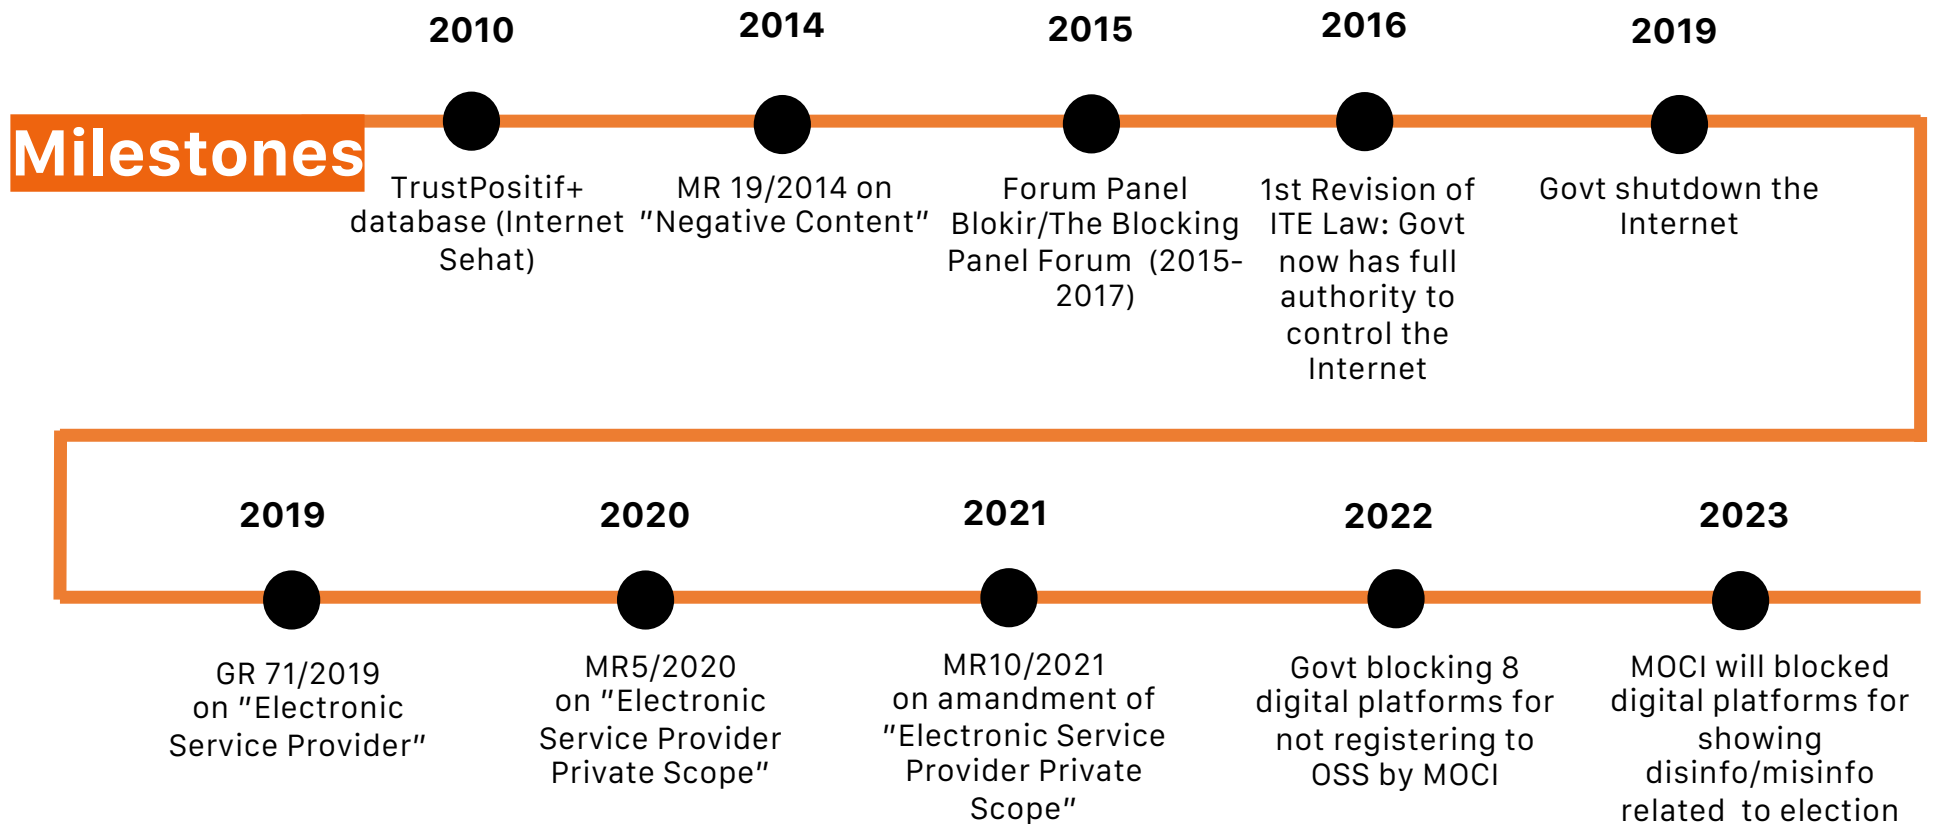 Milestones
2010
TrustPositif+
database (Internet
Sehat)
2014
MR 19/2014 on
"Negative Content"
2015
Forum Panel
Blokir/The Blocking
Panel Forum (2015-
2017)
2016
1st Revision of
ITE Law: Govt
now has full
authority to
control the
Internet
2019
Govt shutdown the
Internet
2019
GR 71/2019
on "Electronic
Service Provider"
2020
MR5/2020
on "Electronic
Service Provider
Private Scope"
2021
MR10/2021
on amandment of
"Electronic Service
Provider Private
Scope"
2022
Govt blocking 8
digital platforms for
not registering to
OSS by MOCI
2023
MOCI will blocked
digital platforms for
showing
disinfo/misinfo
related to election